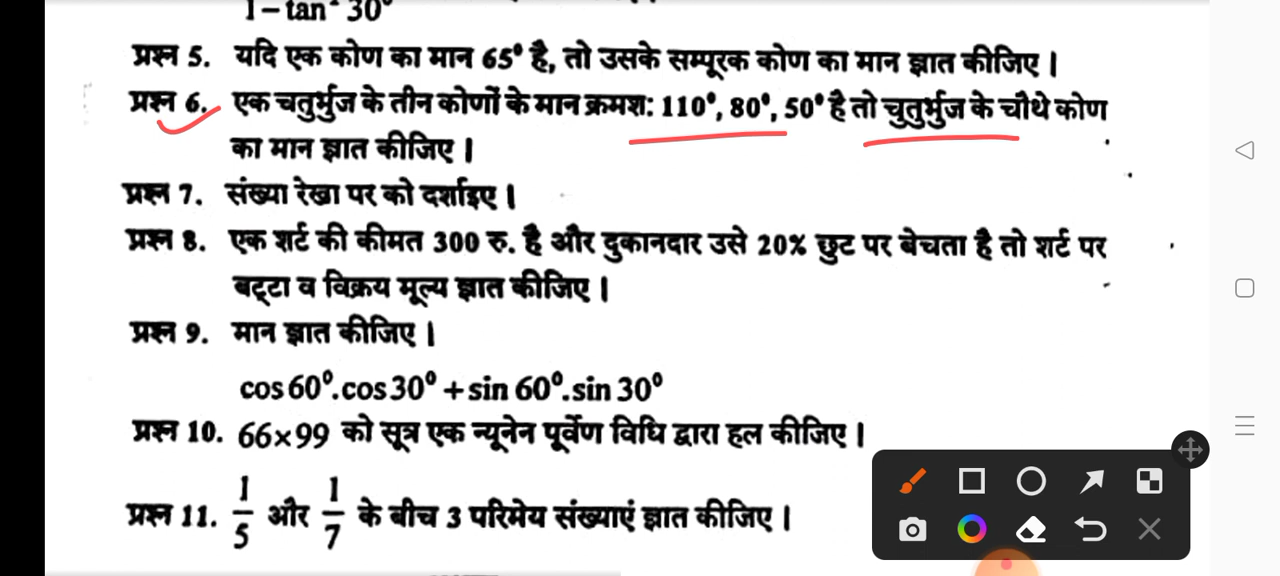 1−tan² 30°
प्रश्न 5. यदि एक कोण का मान 65° है, तो उसके सम्पूरक कोण का मान ज्ञात कीजिए।
प्रश्न 6. एक चतुर्भुज के तीन कोणों के मान क्रमश: 110°, 80°, 50° है तो चुतुर्भुज के चौथे कोण
का मान ज्ञात कीजिए।
प्रश्न 7. संख्या रेखा पर को दर्शाइए।
प्रश्न 8. एक शर्ट की कीमत 300 रु. है और दुकानदार उसे 20% छुट पर बेचता है तो शर्ट पर
बट्टा व विक्रय मूल्य ज्ञात कीजिए।
प्रश्न 9. मान ज्ञात कीजिए।
cos 60°.cos 30° + sin 60°.sin 30°
प्रश्न 10. 66×99 को सूत्र एक न्यूनेन पूर्वेण विधि द्वारा हल कीजिए।
प्रश्न 11. 1/5 और 1/7 के बीच 3 परिमेय संख्याएं ज्ञात कीजिए।